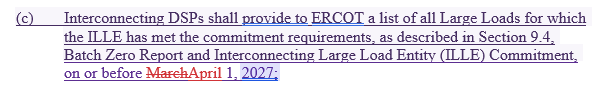 (c) Interconnecting DSPs shall provide to ERCOT a list of all Large Loads for which
the ILLE has met the commitment requirements, as described in Section 9.4,
Batch Zero Report and Interconnecting Large Load Entity (ILLE) Commitment,
on or before MarchApril 1, 2027;